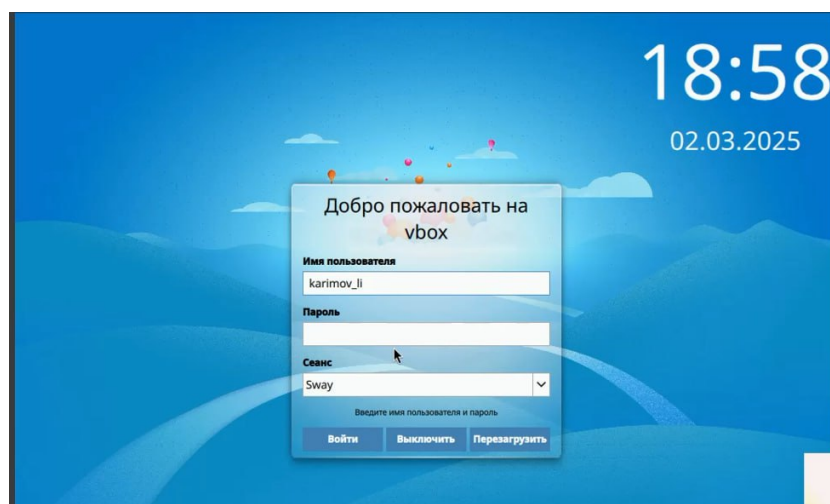 18:58
02.03.2025
Добро пожаловать на
vbox
Имя пользователя
karimov_li
Пароль
Сеанс
Sway
Введите имя пользователя и пароль
Войти Выключить Перезагрузить